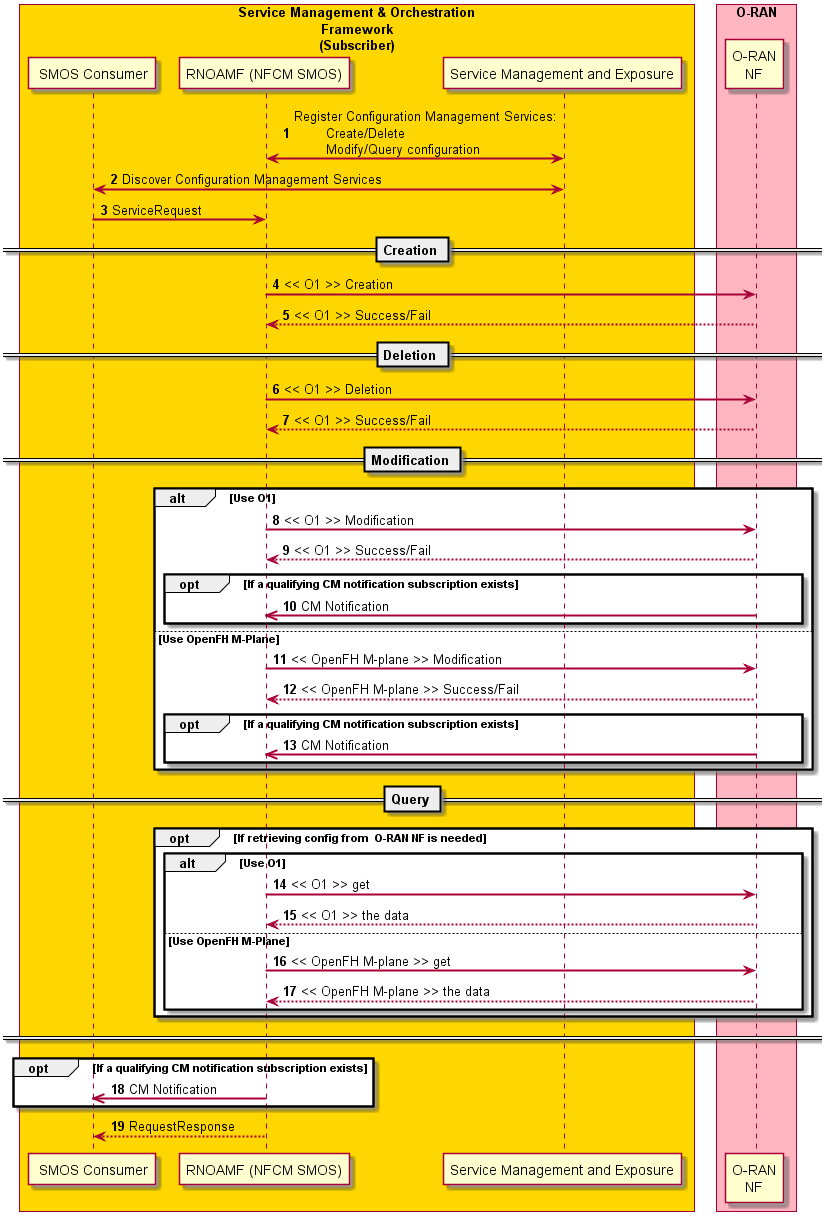 Service Management & Orchestration
Framework
(Subscriber)
O-RAN
SMOS Consumer
RNOAMF (NFCM SMOS)
Service Management and Exposure
O-RAN
NF
Register Configuration Management Services:
1 Create/Delete
Modify/Query configuration
2 Discover Configuration Management Services
3 ServiceRequest
Creation
4 << O1 >> Creation
5 << O1 >> Success/Fail
Deletion
6 << O1 >> Deletion
7 << O1 >> Success/Fail
Modification
alt [Use O1]
8 << O1 >> Modification
9 << O1 >> Success/Fail
opt [If a qualifying CM notification subscription exists]
10 CM Notification
[Use OpenFH M-Plane]
11 << OpenFH M-plane >> Modification
12 << OpenFH M-plane >> Success/Fail
opt [If a qualifying CM notification subscription exists]
13 CM Notification
Query
opt [If retrieving config from O-RAN NF is needed]
alt [Use O1]
14 << O1 >> get
15 << O1 >> the data
[Use OpenFH M-Plane]
16 << OpenFH M-plane >> get
17 << OpenFH M-plane >> the data
opt [If a qualifying CM notification subscription exists]
18 CM Notification
19 RequestResponse
SMOS Consumer
RNOAMF (NFCM SMOS)
Service Management and Exposure
O-RAN
NF